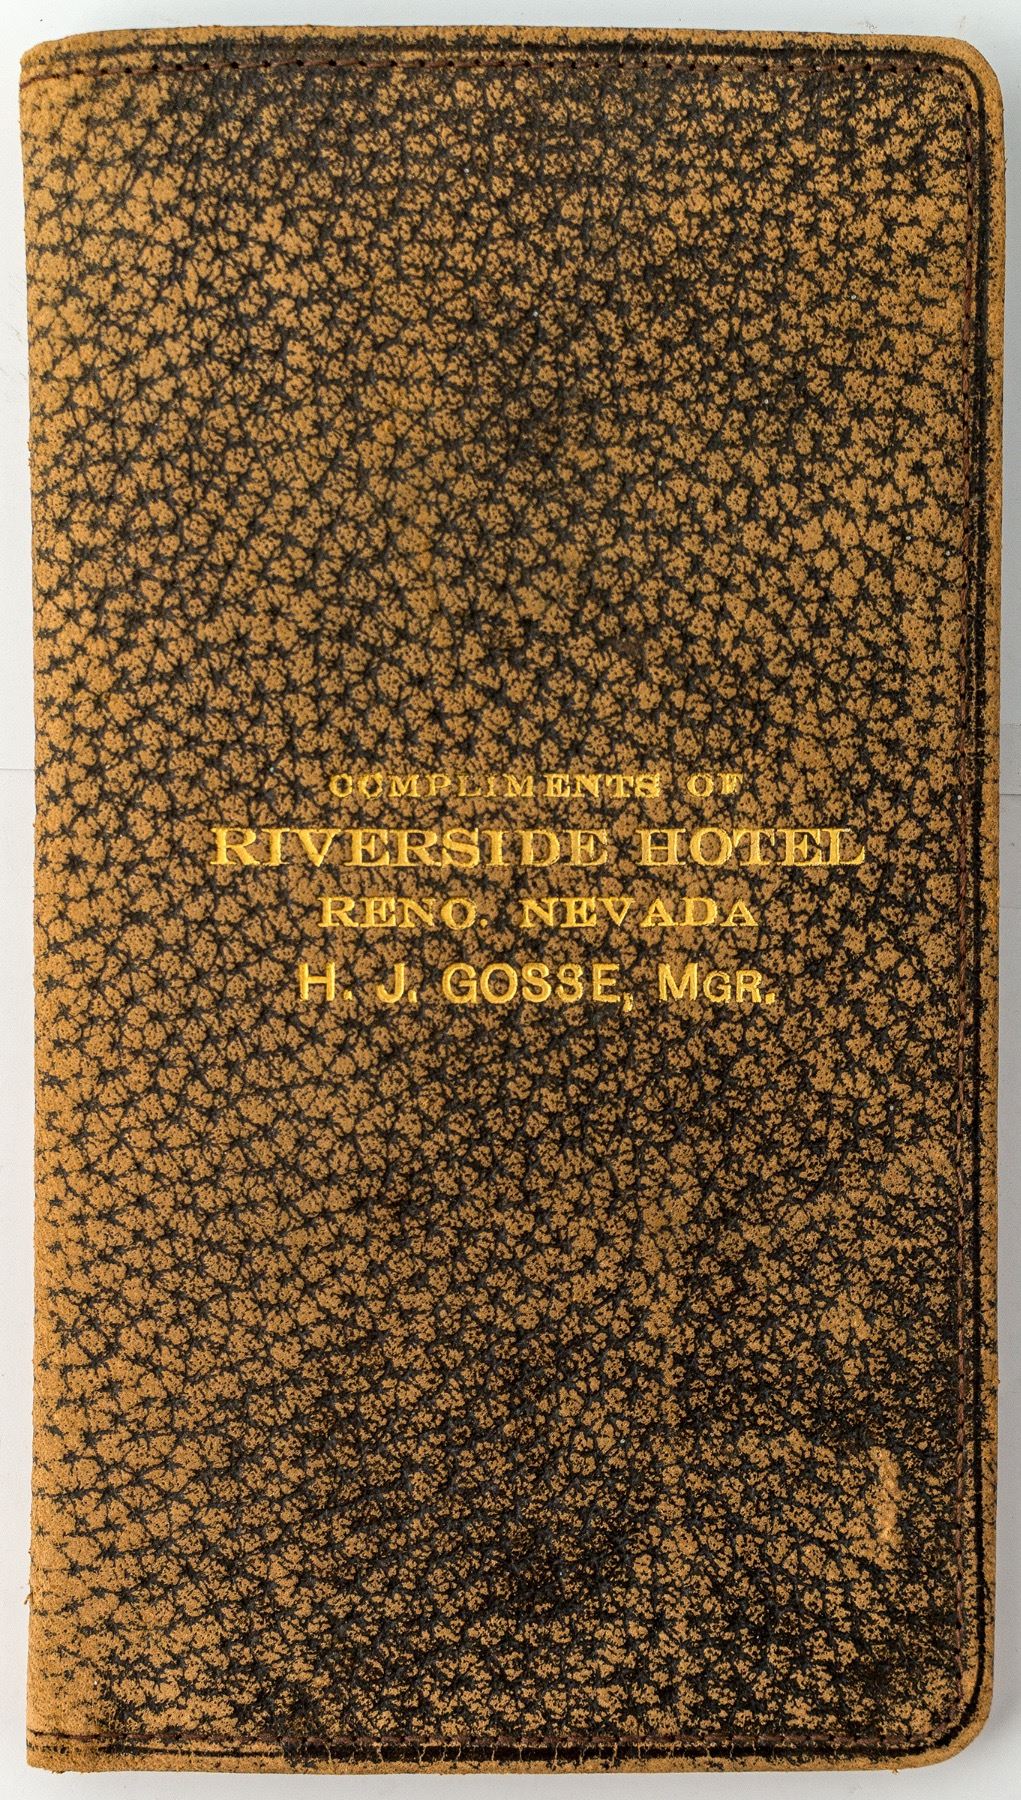 COMPLIMENTS OF
RIVERSIDE HOTEL
RENO. NEVADA
H. J. GOSSE, MGR.